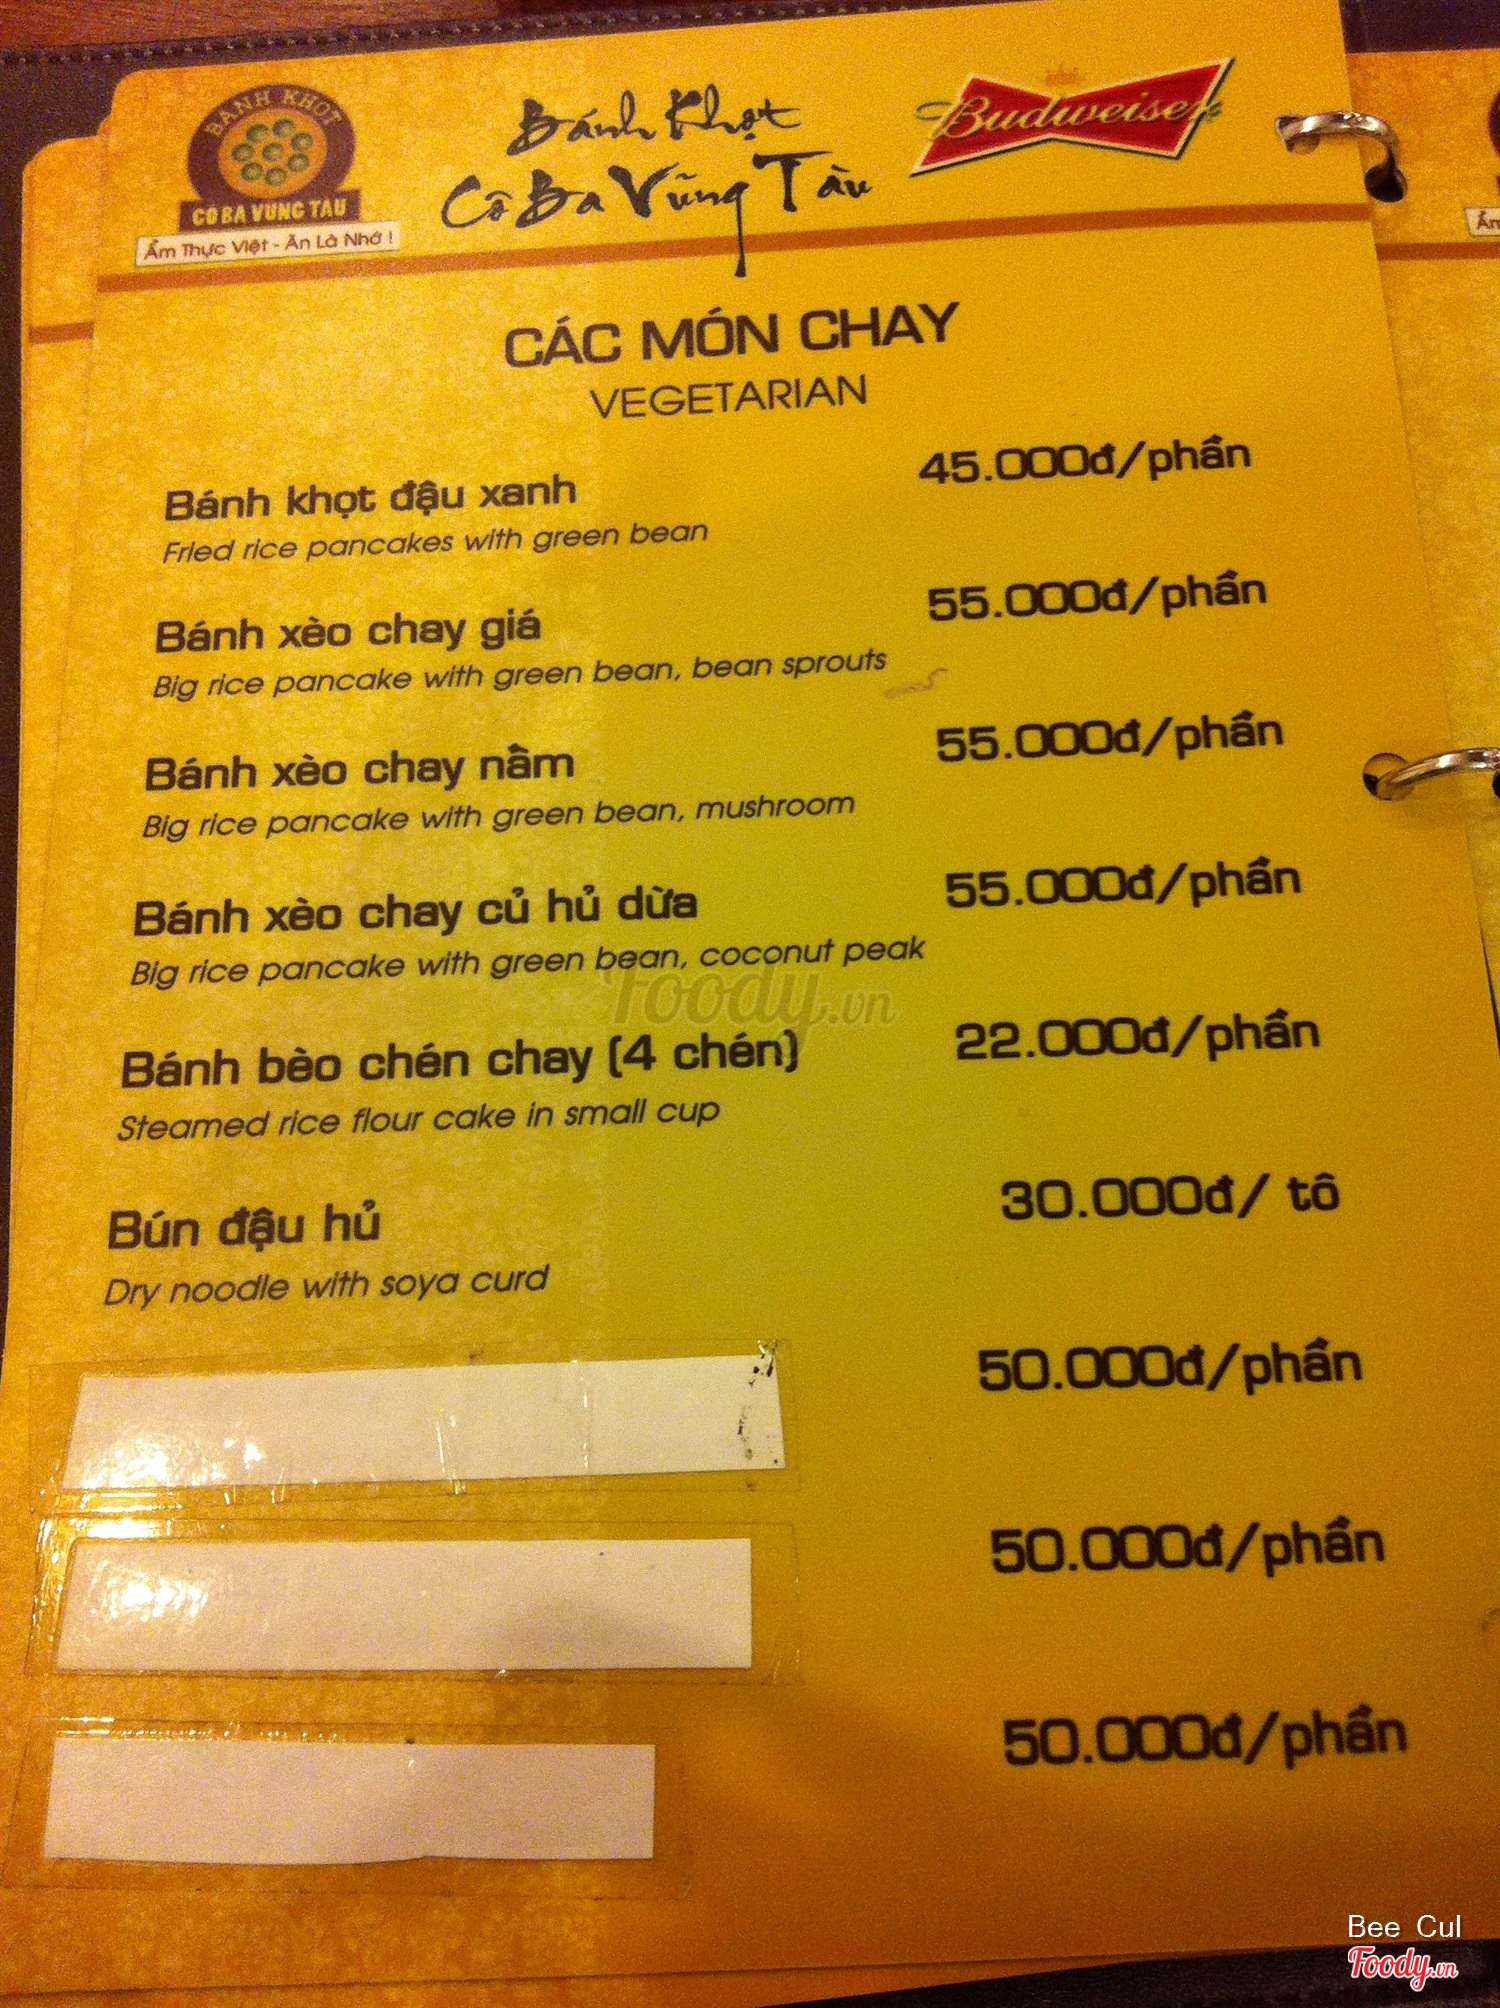 BÁNH KHỌT
CÔ BA VŨNG TÀU
Ẩm Thực Việt - Ăn Là Nhớ !
Bánh Khọt
Cô Ba Vũng Tàu
Budweiser
CÁC MÓN CHAY
VEGETARIAN
Bánh khọt đậu xanh 45.000đ/phần
Fried rice pancakes with green bean
Bánh xèo chay giá 55.000đ/phần
Big rice pancake with green bean, bean sprouts
Bánh xèo chay nấm 55.000đ/phần
Big rice pancake with green bean, mushroom
Bánh xèo chay củ hủ dừa 55.000đ/phần
Big rice pancake with green bean, coconut peak
Foody.vn
Bánh bèo chén chay (4 chén) 22.000đ/phần
Steamed rice flour cake in small cup
Bún đậu hủ 30.000đ/ tô
Dry noodle with soya curd
50.000đ/phần
50.000đ/phần
50.000đ/phần
Bee Cul
Foody.vn